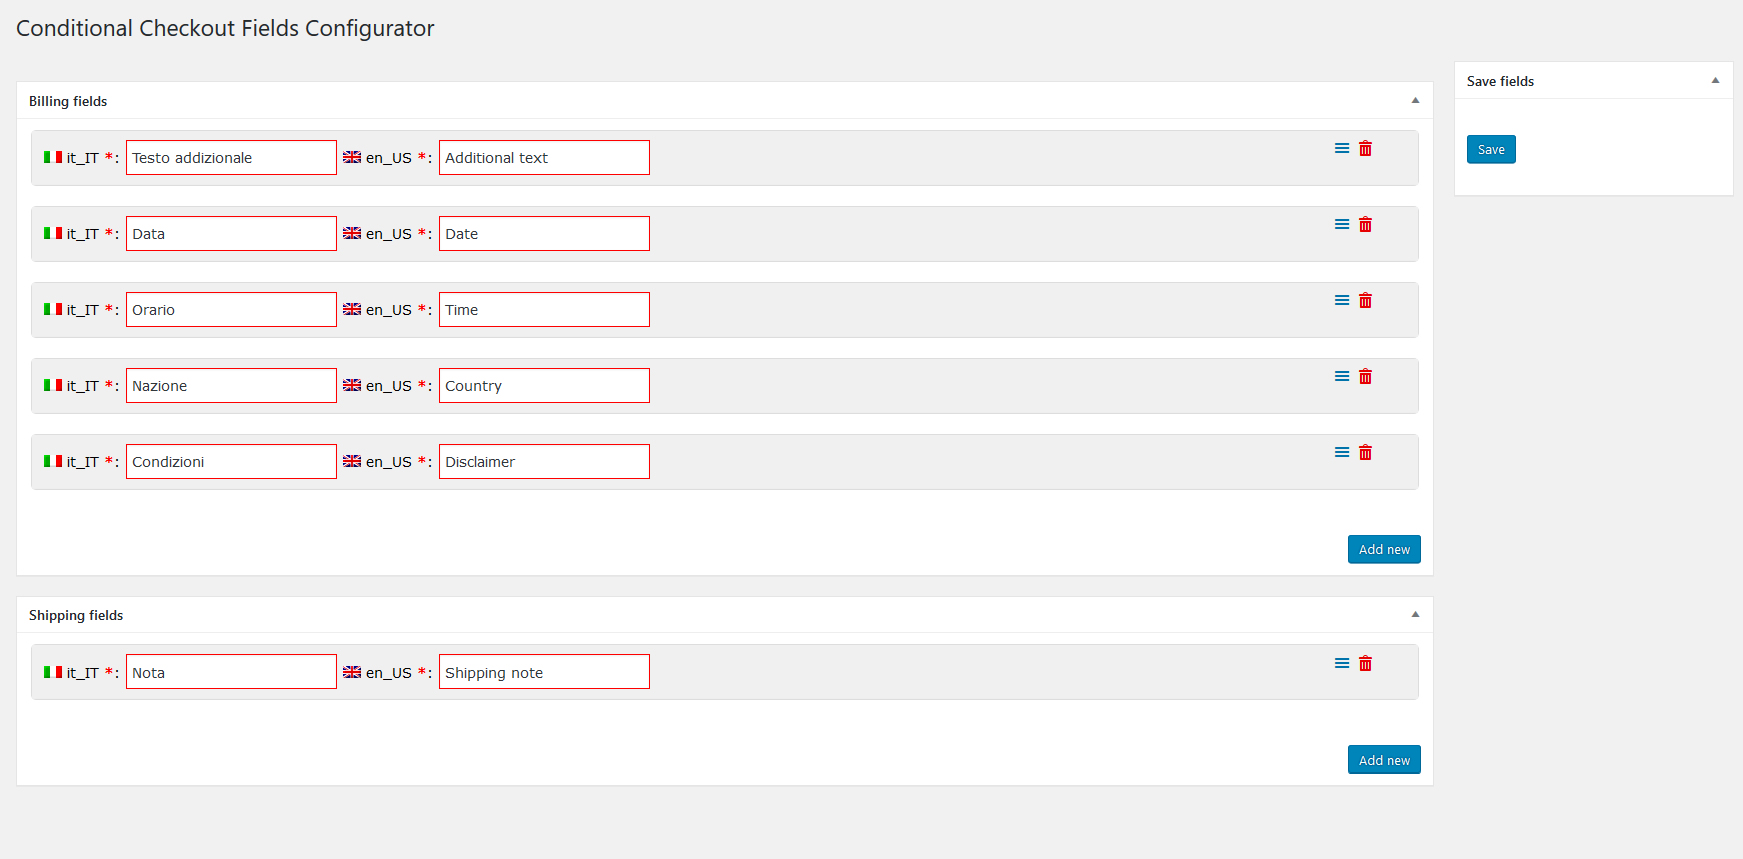 Conditional Checkout Fields Configurator
Billing fields
it_IT *: Testo addizionale en_US *: Additional text
it_IT *: Data en_US *: Date
it_IT *: Orario en_US *: Time
it_IT *: Nazione en_US *: Country
it_IT *: Condizioni en_US *: Disclaimer
Add new
Shipping fields
it_IT *: Nota en_US *: Shipping note
Add new
Save fields
Save